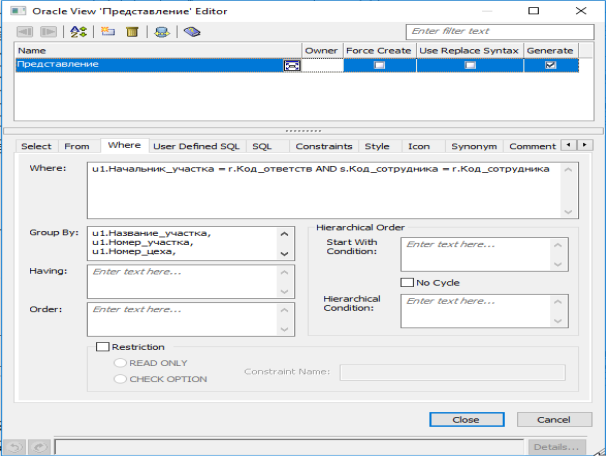 Oracle View 'Представление' Editor
Enter filter text
Name Owner Force Create Use Replace Syntax Generate
Представление
Select From Where User Defined SQL SQL Constraints Style Icon Synonym Comment
Where: u1.Начальник_участка = r.Код_ответств AND s.Код_сотрудника = r.Код_сотрудника
Group By: u1.Название_участка,
u1.Номер_участка,
u1.Номер_цеха,
Hierarchical Order
Start With Condition: Enter text here...
Having: Enter text here...
No Cycle
Order: Enter text here...
Hierarchical Condition: Enter text here...
Restriction
READ ONLY
CHECK OPTION
Constraint Name:
Close Cancel
Details...